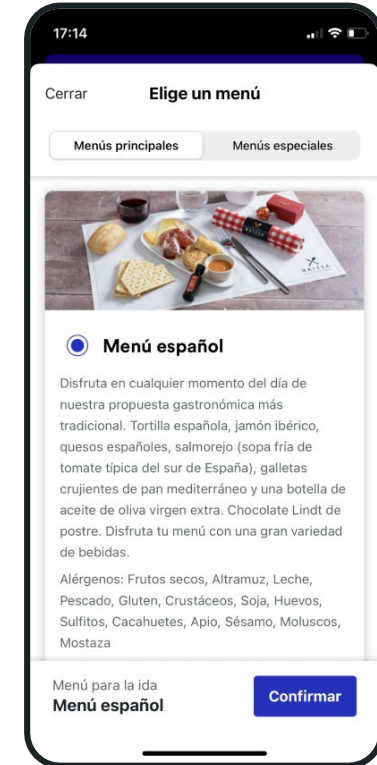 17:14
Cerrar
Elige un menú
Menús principales
Menús especiales
Menú español
Disfruta en cualquier momento del día de
nuestra propuesta gastronómica más
tradicional. Tortilla española, jamón ibérico,
quesos españoles, salmorejo (sopa fría de
tomate típica del sur de España), galletas
crujientes de pan mediterráneo y una botella de
aceite de oliva virgen extra. Chocolate Lindt de
postre. Disfruta tu menú con una gran variedad
de bebidas.
Alérgenos: Frutos secos, Altramuz, Leche,
Pescado, Gluten, Crustáceos, Soja, Huevos,
Sulfitos, Cacahuetes, Apio, Sésamo, Moluscos,
Mostaza
Menú para la ida
Menú español
Confirmar